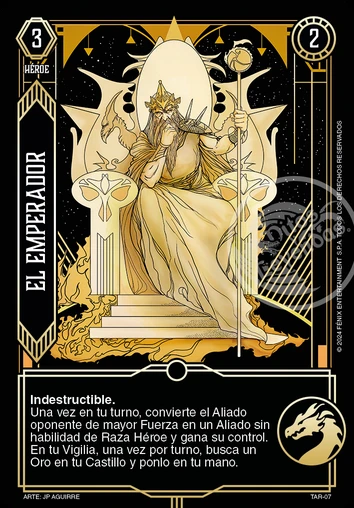 3
2
HÉROE
EL EMPERADOR
© 2024 FÉNIX ENTERTAINMENT S.P.A. TODOS LOS DERECHOS RESERVADOS
Indestructible.
Una vez en tu turno, convierte el Aliado
oponente de mayor Fuerza en un Aliado sin
habilidad de Raza Héroe y gana su control.
En tu Vigilia, una vez por turno, busca un
Oro en tu Castillo y ponlo en tu mano.
ARTE: JP AGUIRRE
TAR-07